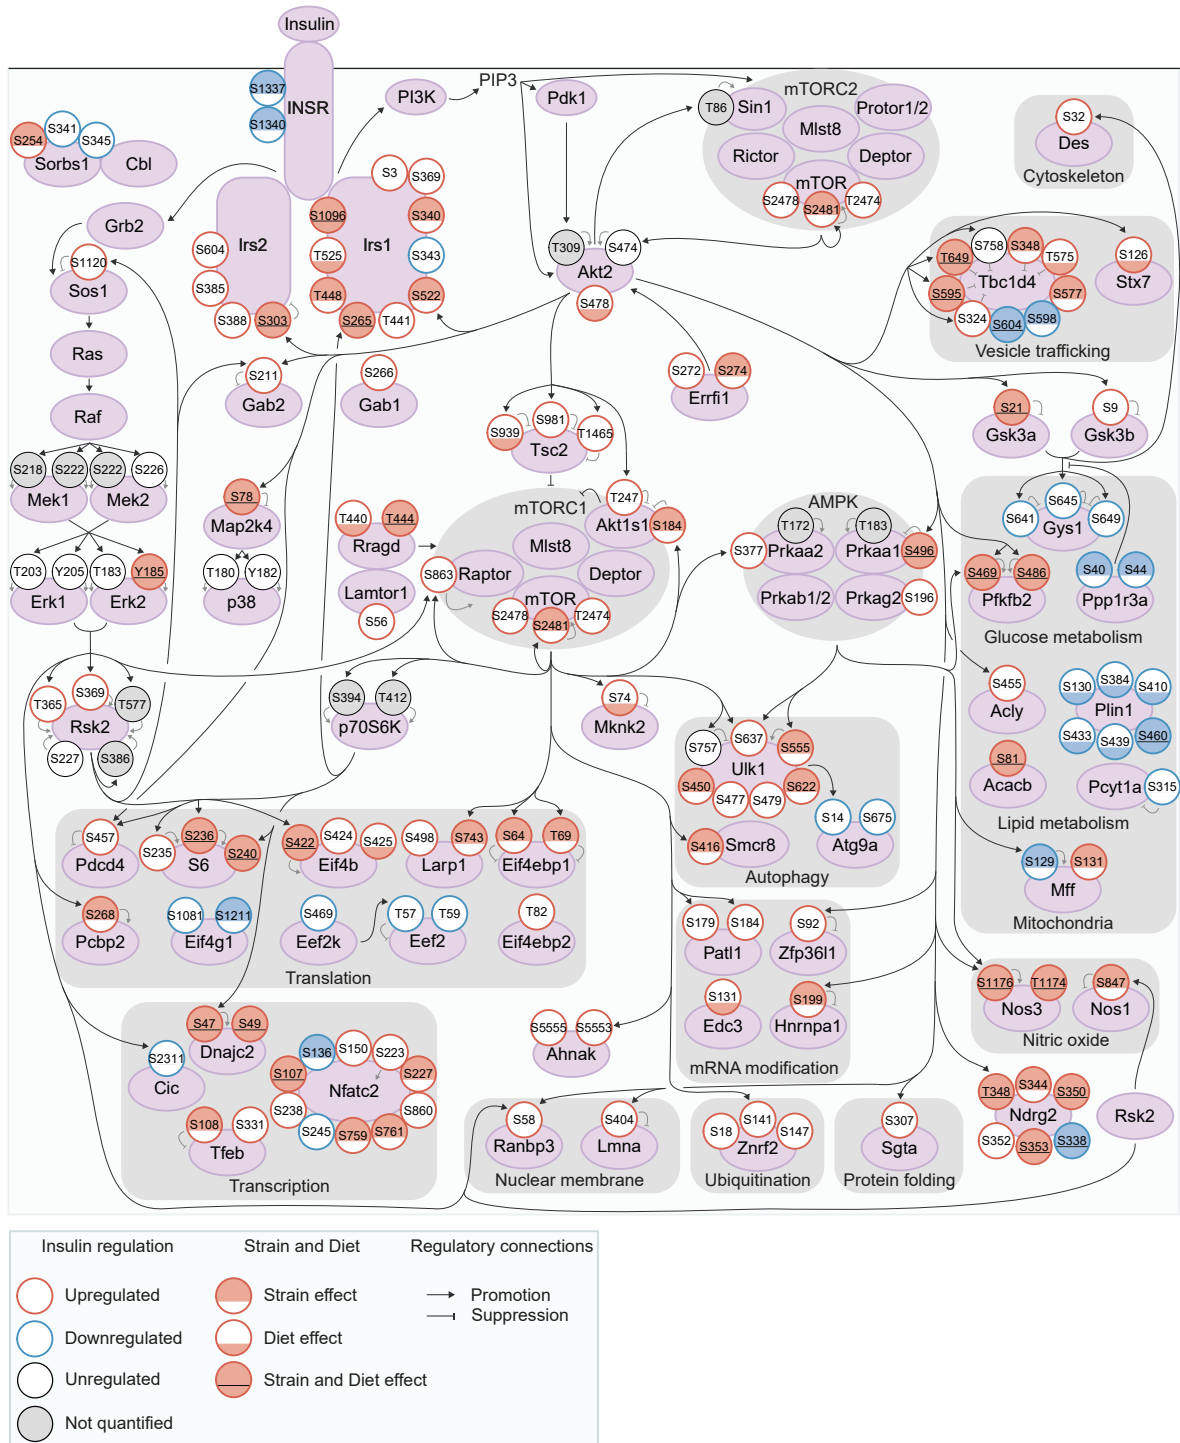 Insulin
INSR
S1337
S1340
PI3K
PIP3
Pdk1
mTORC2
T86
Sin1
Protor1/2
Mlst8
Rictor
Deptor
mTOR
S2478
S2481
T2474
S32
Des
Cytoskeleton
S254
S341
S345
Sorbs1
Cbl
Grb2
S1120
Sos1
Ras
Raf
Irs2
S604
S385
S388
S303
Irs1
S3
S369
S1096
S340
T525
S343
T448
S522
S265
T441
T309
S474
Akt2
S478
T649
S758
S348
T575
S595
Tbc1d4
S577
S324
S604
S598
S126
Stx7
Vesicle trafficking
S211
Gab2
S266
Gab1
S272
S274
Errfi1
S21
Gsk3a
S9
Gsk3b
S939
S981
T1465
Tsc2
S218
S222
S222
S226
Mek1
Mek2
S78
Map2k4
T203
Y205
T183
Y185
Erk1
Erk2
T180
Y182
p38
T440
T444
Rragd
Lamtor1
S56
mTORC1
T247
Akt1s1
S184
Mlst8
S863
Raptor
Deptor
mTOR
S2478
S2481
T2474
AMPK
T172
T183
S377
Prkaa2
Prkaa1
S496
Prkab1/2
Prkag2
S196
S641
S645
S649
Gys1
S469
S486
Pfkfb2
S40
S44
Ppp1r3a
Glucose metabolism
S455
Acly
S81
Acacb
S130
S384
S410
Plin1
S433
S439
S460
Pcyt1a
S315
Lipid metabolism
S129
S131
Mff
Mitochondria
T365
S369
T577
Rsk2
S227
S386
S394
T412
p70S6K
S74
Mknk2
S757
S637
S555
Ulk1
S450
S477
S479
S622
S14
S675
Atg9a
S416
Smcr8
Autophagy
S457
Pdcd4
S235
S236
S240
S6
S422
S424
S425
Eif4b
S498
S743
Larp1
S64
T69
Eif4ebp1
S268
Pcbp2
S1081
S1211
Eif4g1
S469
Eef2k
T57
T59
Eef2
T82
Eif4ebp2
Translation
S179
S184
Patl1
S92
Zfp36l1
S131
Edc3
S199
Hnrnpa1
mRNA modification
S1176
T1174
Nos3
S847
Nos1
Nitric oxide
S2311
Cic
S47
S49
Dnajc2
S107
S136
S150
S223
S227
Nfatc2
S238
S245
S759
S761
S860
S108
S331
Tfeb
Transcription
S5555
S5553
Ahnak
S58
Ranbp3
S404
Lmna
Nuclear membrane
S18
S141
S147
Znrf2
Ubiquitination
S307
Sgta
Protein folding
T348
S344
S350
Ndrg2
S352
S353
S338
Rsk2
Insulin regulation
Strain and Diet
Regulatory connections
Upregulated
Strain effect
Promotion
Suppression
Downregulated
Diet effect
Unregulated
Strain and Diet effect
Not quantified